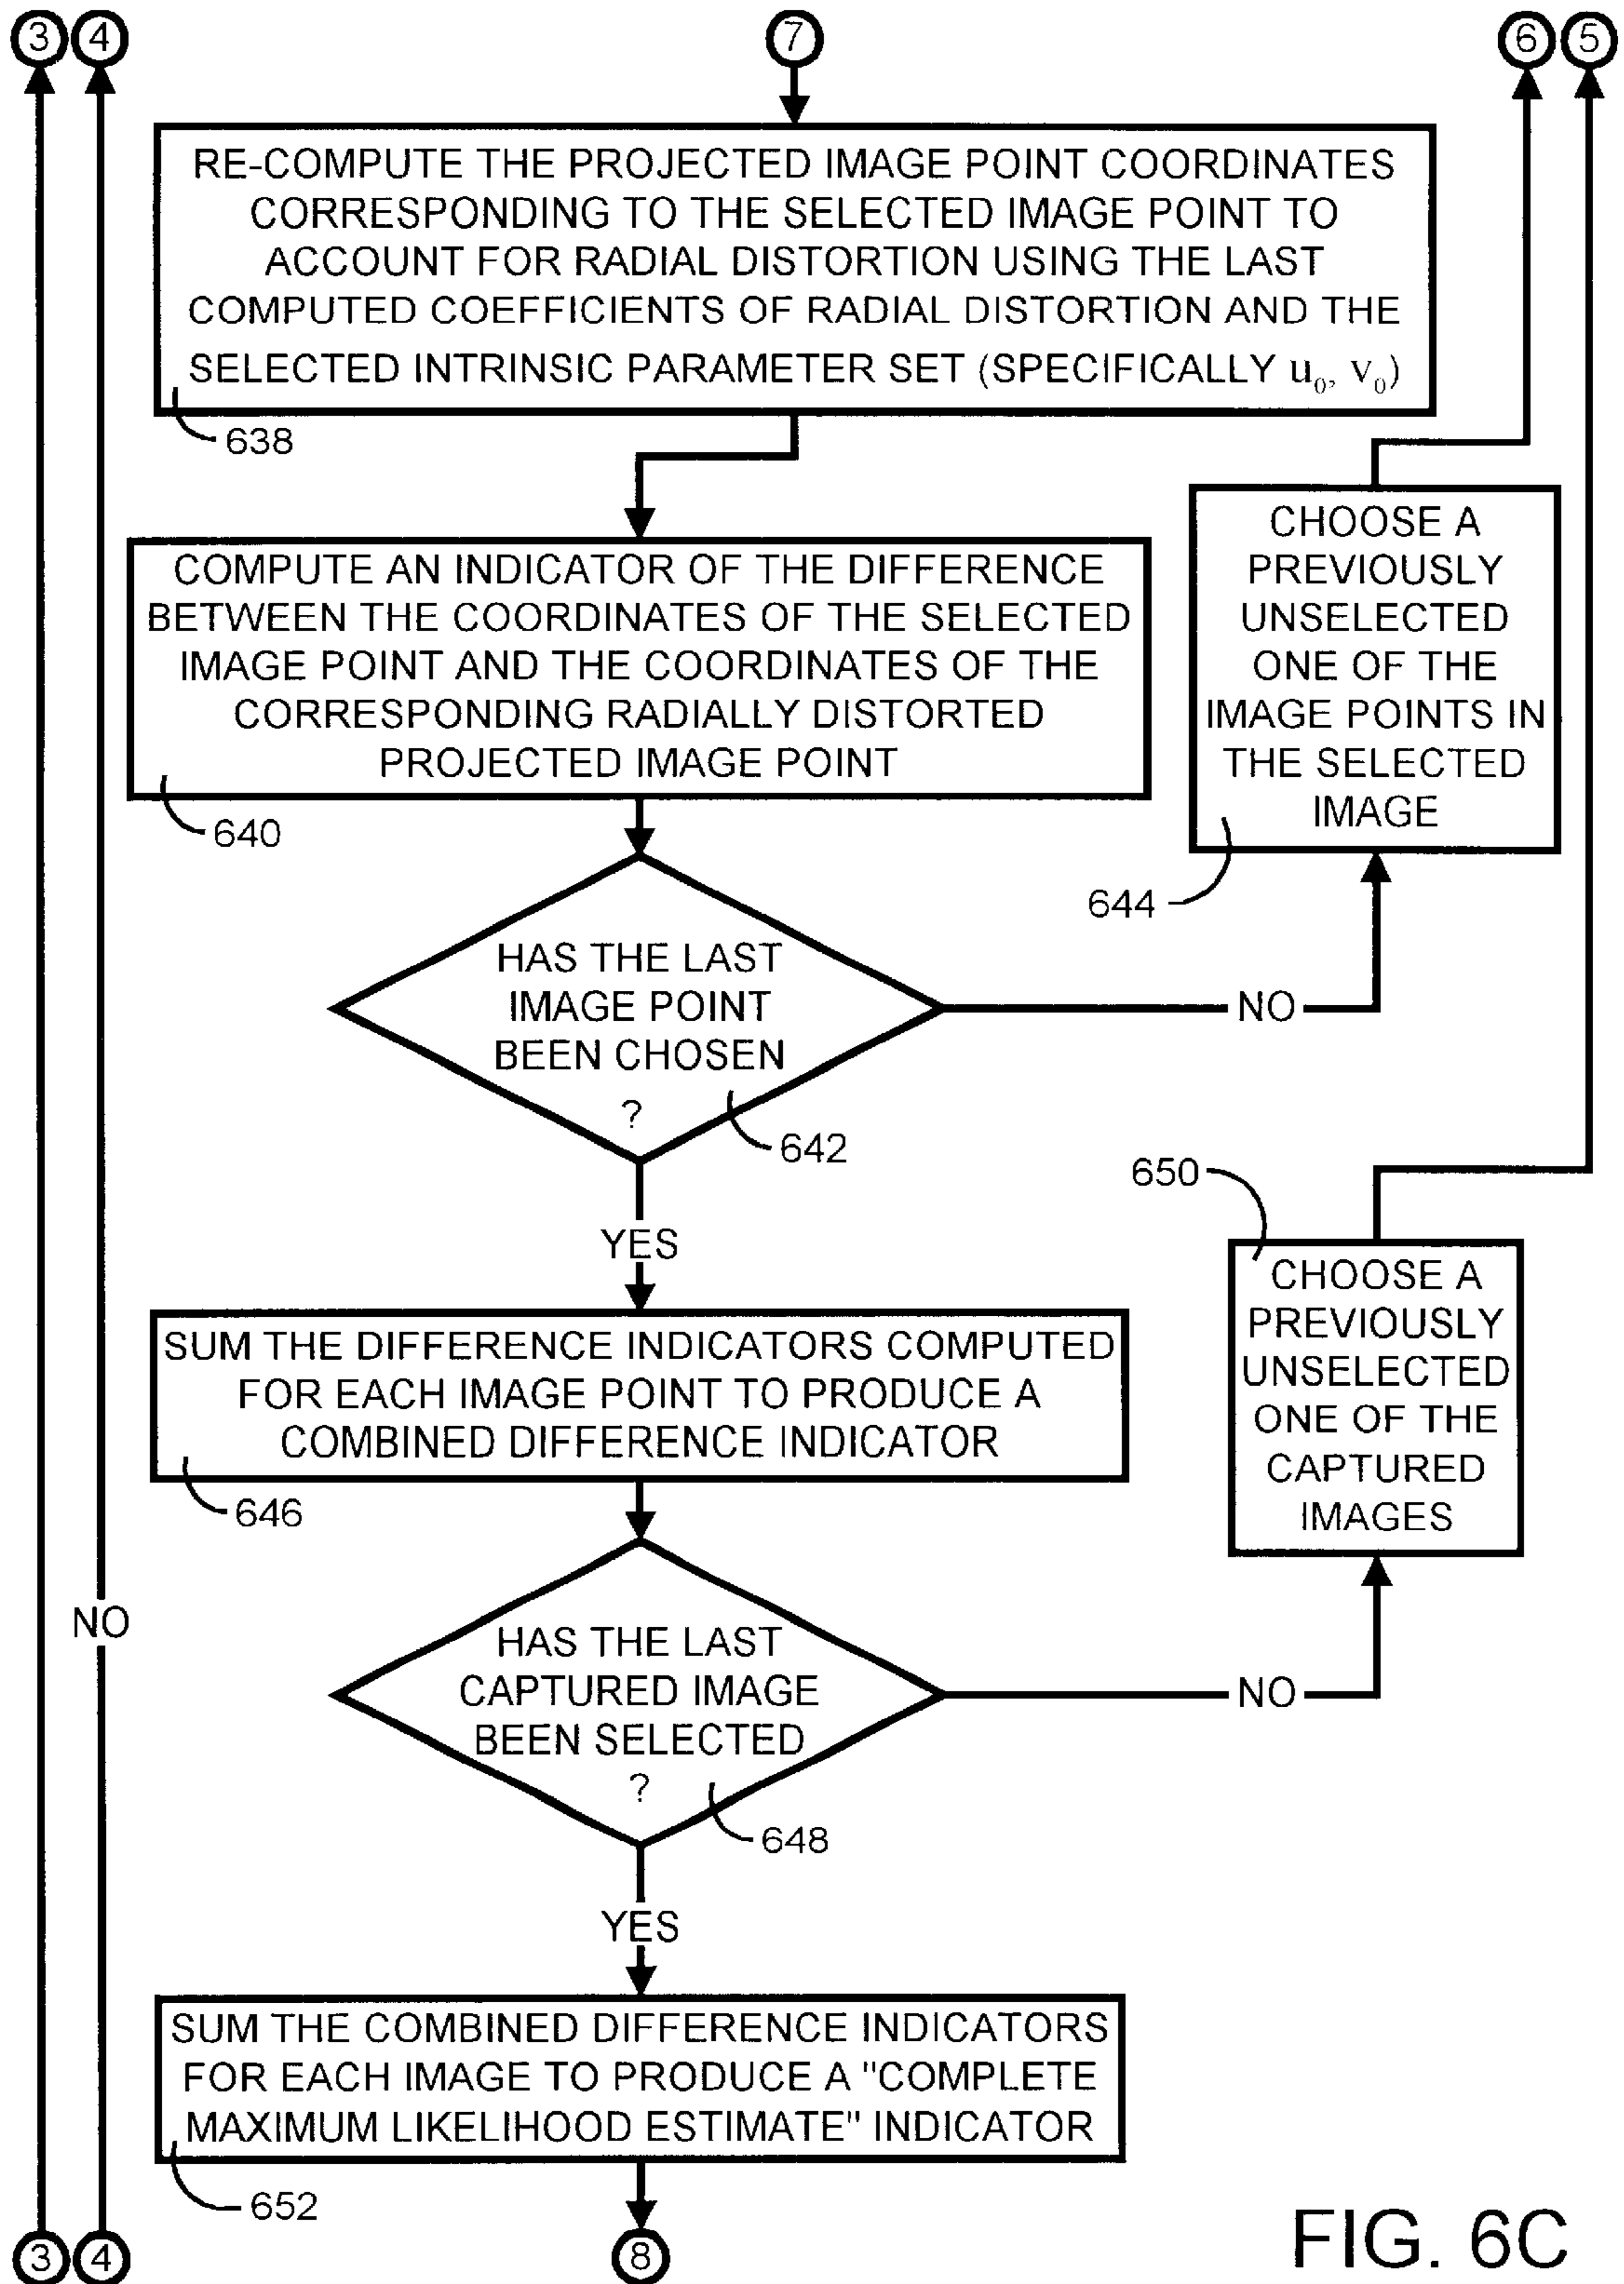 3 4 7 6 5
RE-COMPUTE THE PROJECTED IMAGE POINT COORDINATES
CORRESPONDING TO THE SELECTED IMAGE POINT TO
ACCOUNT FOR RADIAL DISTORTION USING THE LAST
COMPUTED COEFFICIENTS OF RADIAL DISTORTION AND THE
SELECTED INTRINSIC PARAMETER SET (SPECIFICALLY u₀, v₀)
638
COMPUTE AN INDICATOR OF THE DIFFERENCE
BETWEEN THE COORDINATES OF THE SELECTED
IMAGE POINT AND THE COORDINATES OF THE
CORRESPONDING RADIALLY DISTORTED
PROJECTED IMAGE POINT
640
CHOOSE A
PREVIOUSLY
UNSELECTED
ONE OF THE
IMAGE POINTS IN
THE SELECTED
IMAGE
644
HAS THE LAST
IMAGE POINT
BEEN CHOSEN
?
642
NO
YES
650
CHOOSE A
PREVIOUSLY
UNSELECTED
ONE OF THE
CAPTURED
IMAGES
SUM THE DIFFERENCE INDICATORS COMPUTED
FOR EACH IMAGE POINT TO PRODUCE A
COMBINED DIFFERENCE INDICATOR
646
NO
HAS THE LAST
CAPTURED IMAGE
BEEN SELECTED
?
648
NO
YES
SUM THE COMBINED DIFFERENCE INDICATORS
FOR EACH IMAGE TO PRODUCE A "COMPLETE
MAXIMUM LIKELIHOOD ESTIMATE" INDICATOR
652
3 4 8
FIG. 6C